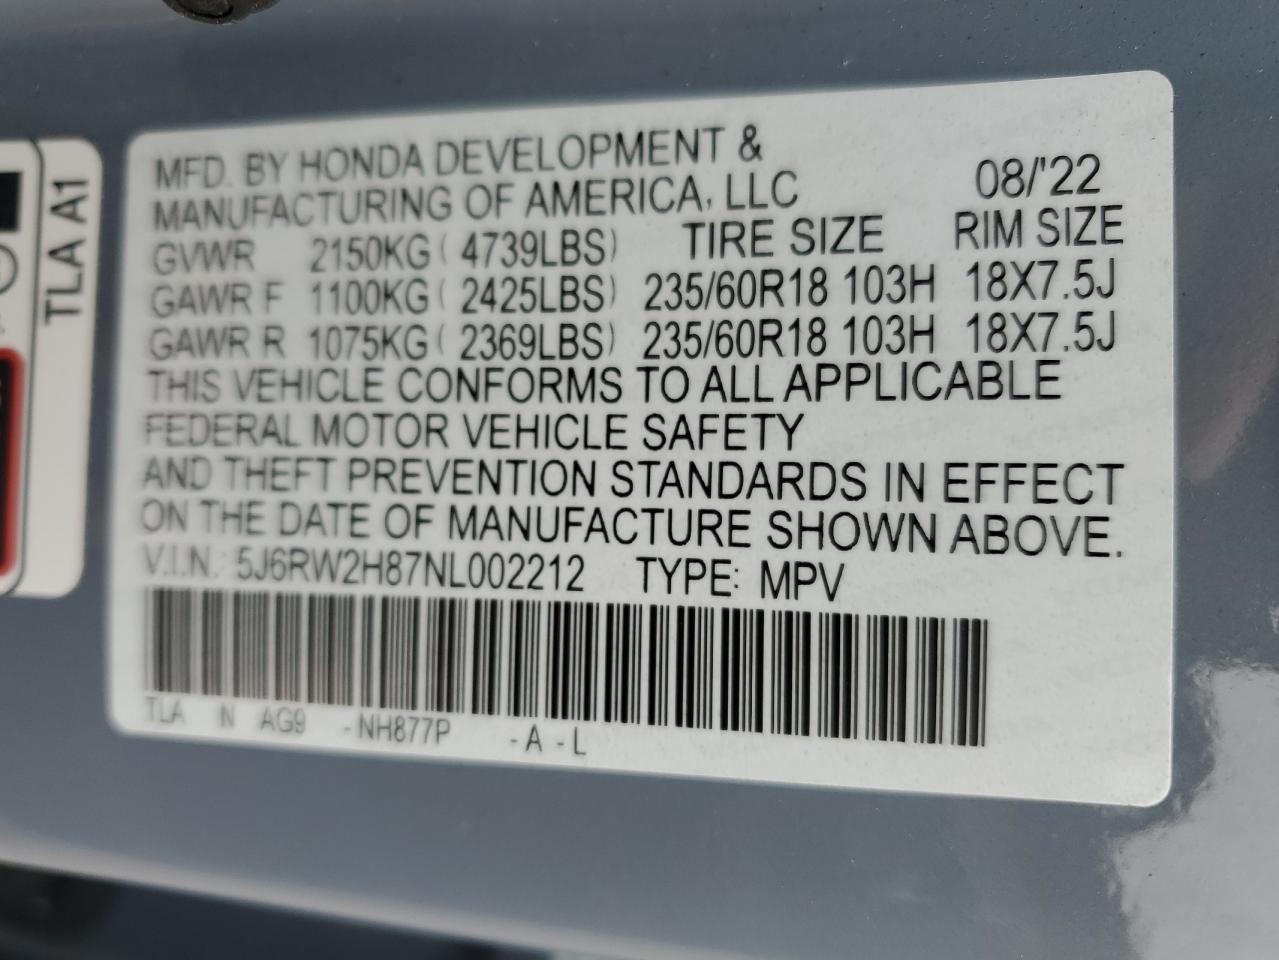 TLA A1
MFD. BY HONDA DEVELOPMENT &
MANUFACTURING OF AMERICA, LLC 08/'22
GVWR 2150KG ( 4739LBS) TIRE SIZE RIM SIZE
GAWR F 1100KG ( 2425LBS) 235/60R18 103H 18X7.5J
GAWR R 1075KG ( 2369LBS) 235/60R18 103H 18X7.5J
THIS VEHICLE CONFORMS TO ALL APPLICABLE
FEDERAL MOTOR VEHICLE SAFETY
AND THEFT PREVENTION STANDARDS IN EFFECT
ON THE DATE OF MANUFACTURE SHOWN ABOVE.
V.I.N. 5J6RW2H87NL002212 TYPE: MPV
TLA N AG9 -NH877P -A -L